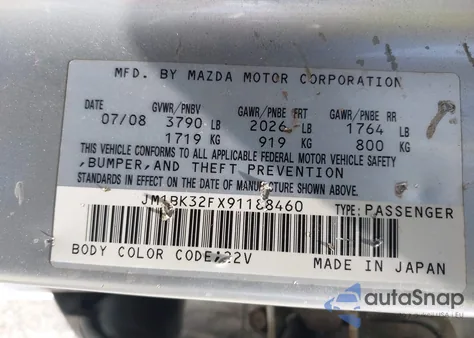 MFD. BY MAZDA MOTOR CORPORATION
DATE GVWR/PNBV GAWR/PNBE FRT GAWR/PNBE RR
07/08 3790 LB 2026 LB 1764 LB
1719 KG 919 KG 800 KG
THIS VEHICLE CONFORMS TO ALL APPLICABLE FEDERAL MOTOR VEHICLE SAFETY
,BUMPER,AND THEFT PREVENTION
STANDARDS IN EFFECT ON THE DATE OF MANUFACTURE SHOWN ABOVE.
JM1BK32FX91188460 TYPE: PASSENGER
BODY COLOR CODE:22V MADE IN JAPAN
autoSnap